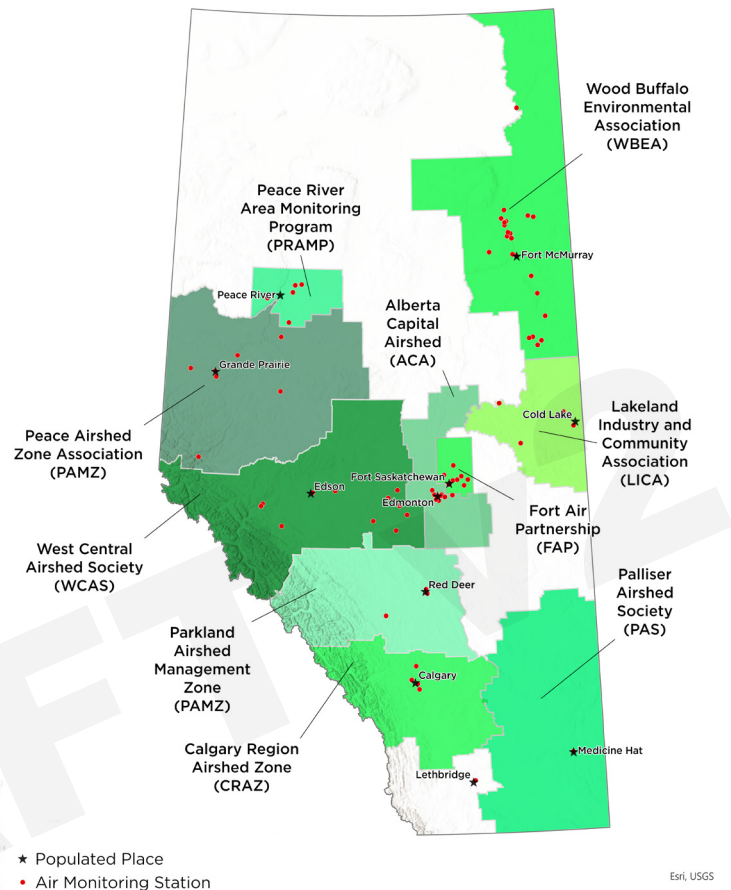 Wood Buffalo
Environmental
Association
(WBEA)
Peace River
Area Monitoring
Program
(PRAMP)
Fort McMurray
Peace River
Alberta
Capital
Airshed
(ACA)
Grande Prairie
Cold Lake
Lakeland
Industry and
Community
Association
(LICA)
Peace Airshed
Zone Association
(PAMZ)
Fort Saskatchewan
Edson
Edmonton
Fort Air
Partnership
(FAP)
West Central
Airshed Society
(WCAS)
Palliser
Airshed
Society
(PAS)
Red Deer
Parkland
Airshed
Management
Zone
(PAMZ)
Calgary
Calgary Region
Airshed Zone
(CRAZ)
Medicine Hat
Lethbridge
Populated Place
Air Monitoring Station
Esri, USGS